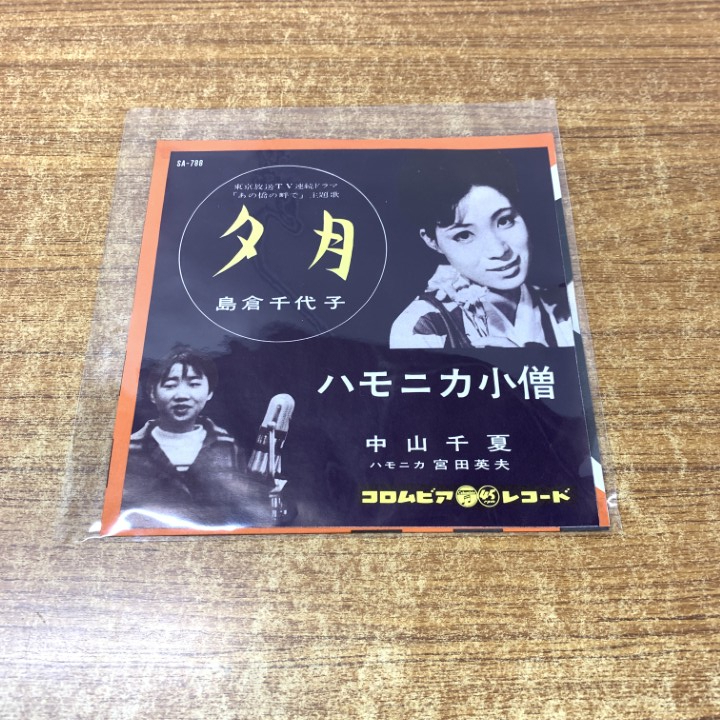 SA-798
東京放送TV連続ドラマ
「あの橋の畔で」主題歌
夕月
島倉千代子
ハモニカ小僧
中山千夏
ハモニカ 宮田英夫
コロムビア 45 レコード